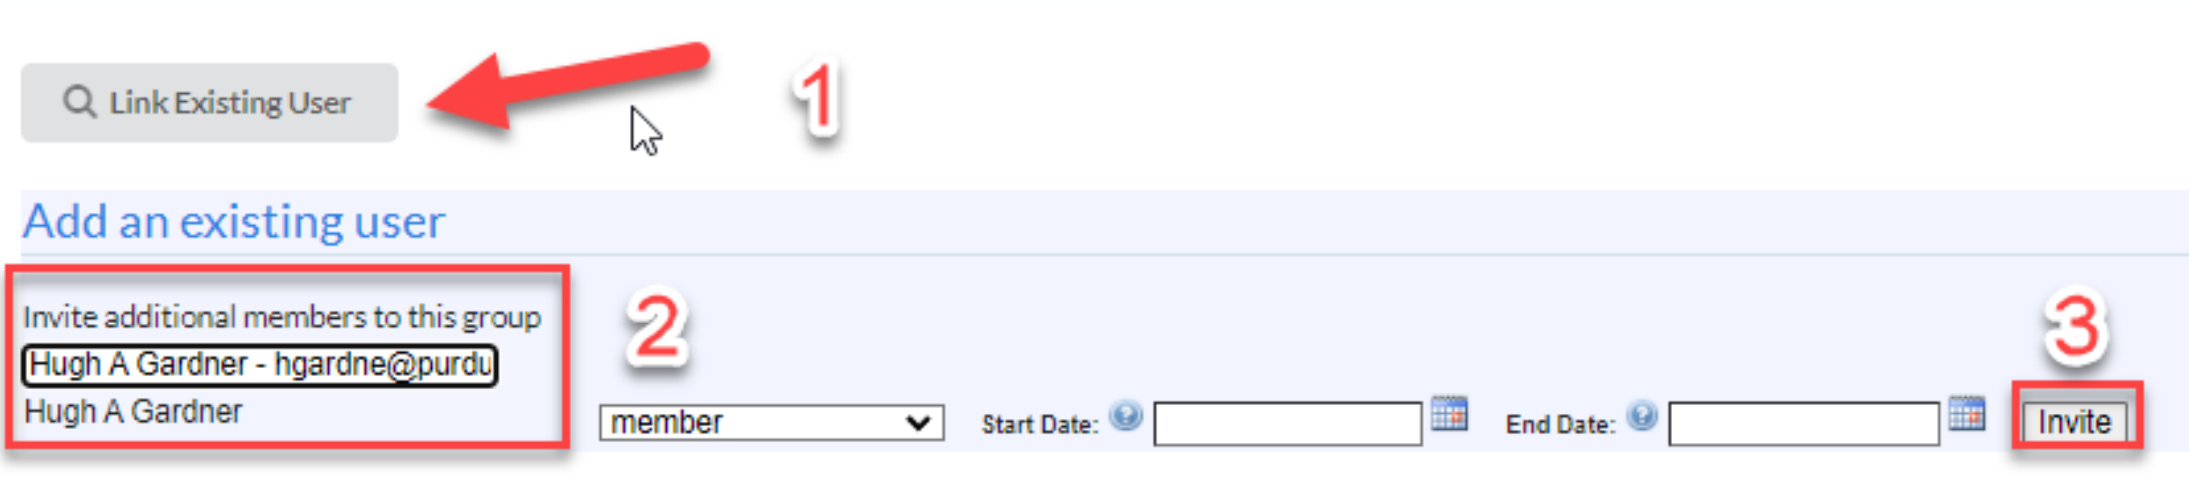 Link Existing User
1
Add an existing user
Invite additional members to this group
Hugh A Gardner - hgardne@purdu
Hugh A Gardner
2
member
Start Date:
End Date:
3
Invite